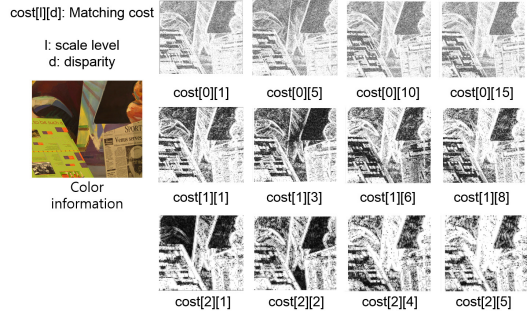 cost[l][d]: Matching cost
l: scale level
d: disparity
Color
information
SPORTS
cost[0][1]
cost[0][5]
cost[0][10]
cost[0][15]
cost[1][1]
cost[1][3]
cost[1][6]
cost[1][8]
cost[2][1]
cost[2][2]
cost[2][4]
cost[2][5]